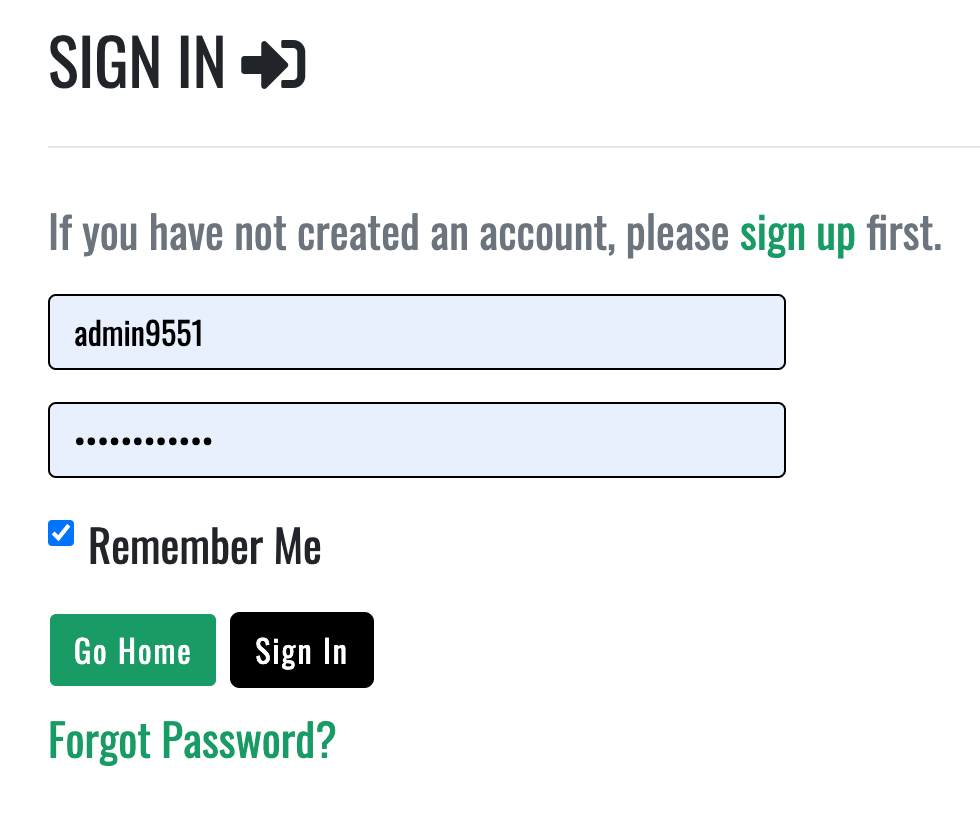 SIGN IN
If you have not created an account, please sign up first.
admin9551
••••••••••••
Remember Me
Go Home Sign In
Forgot Password?